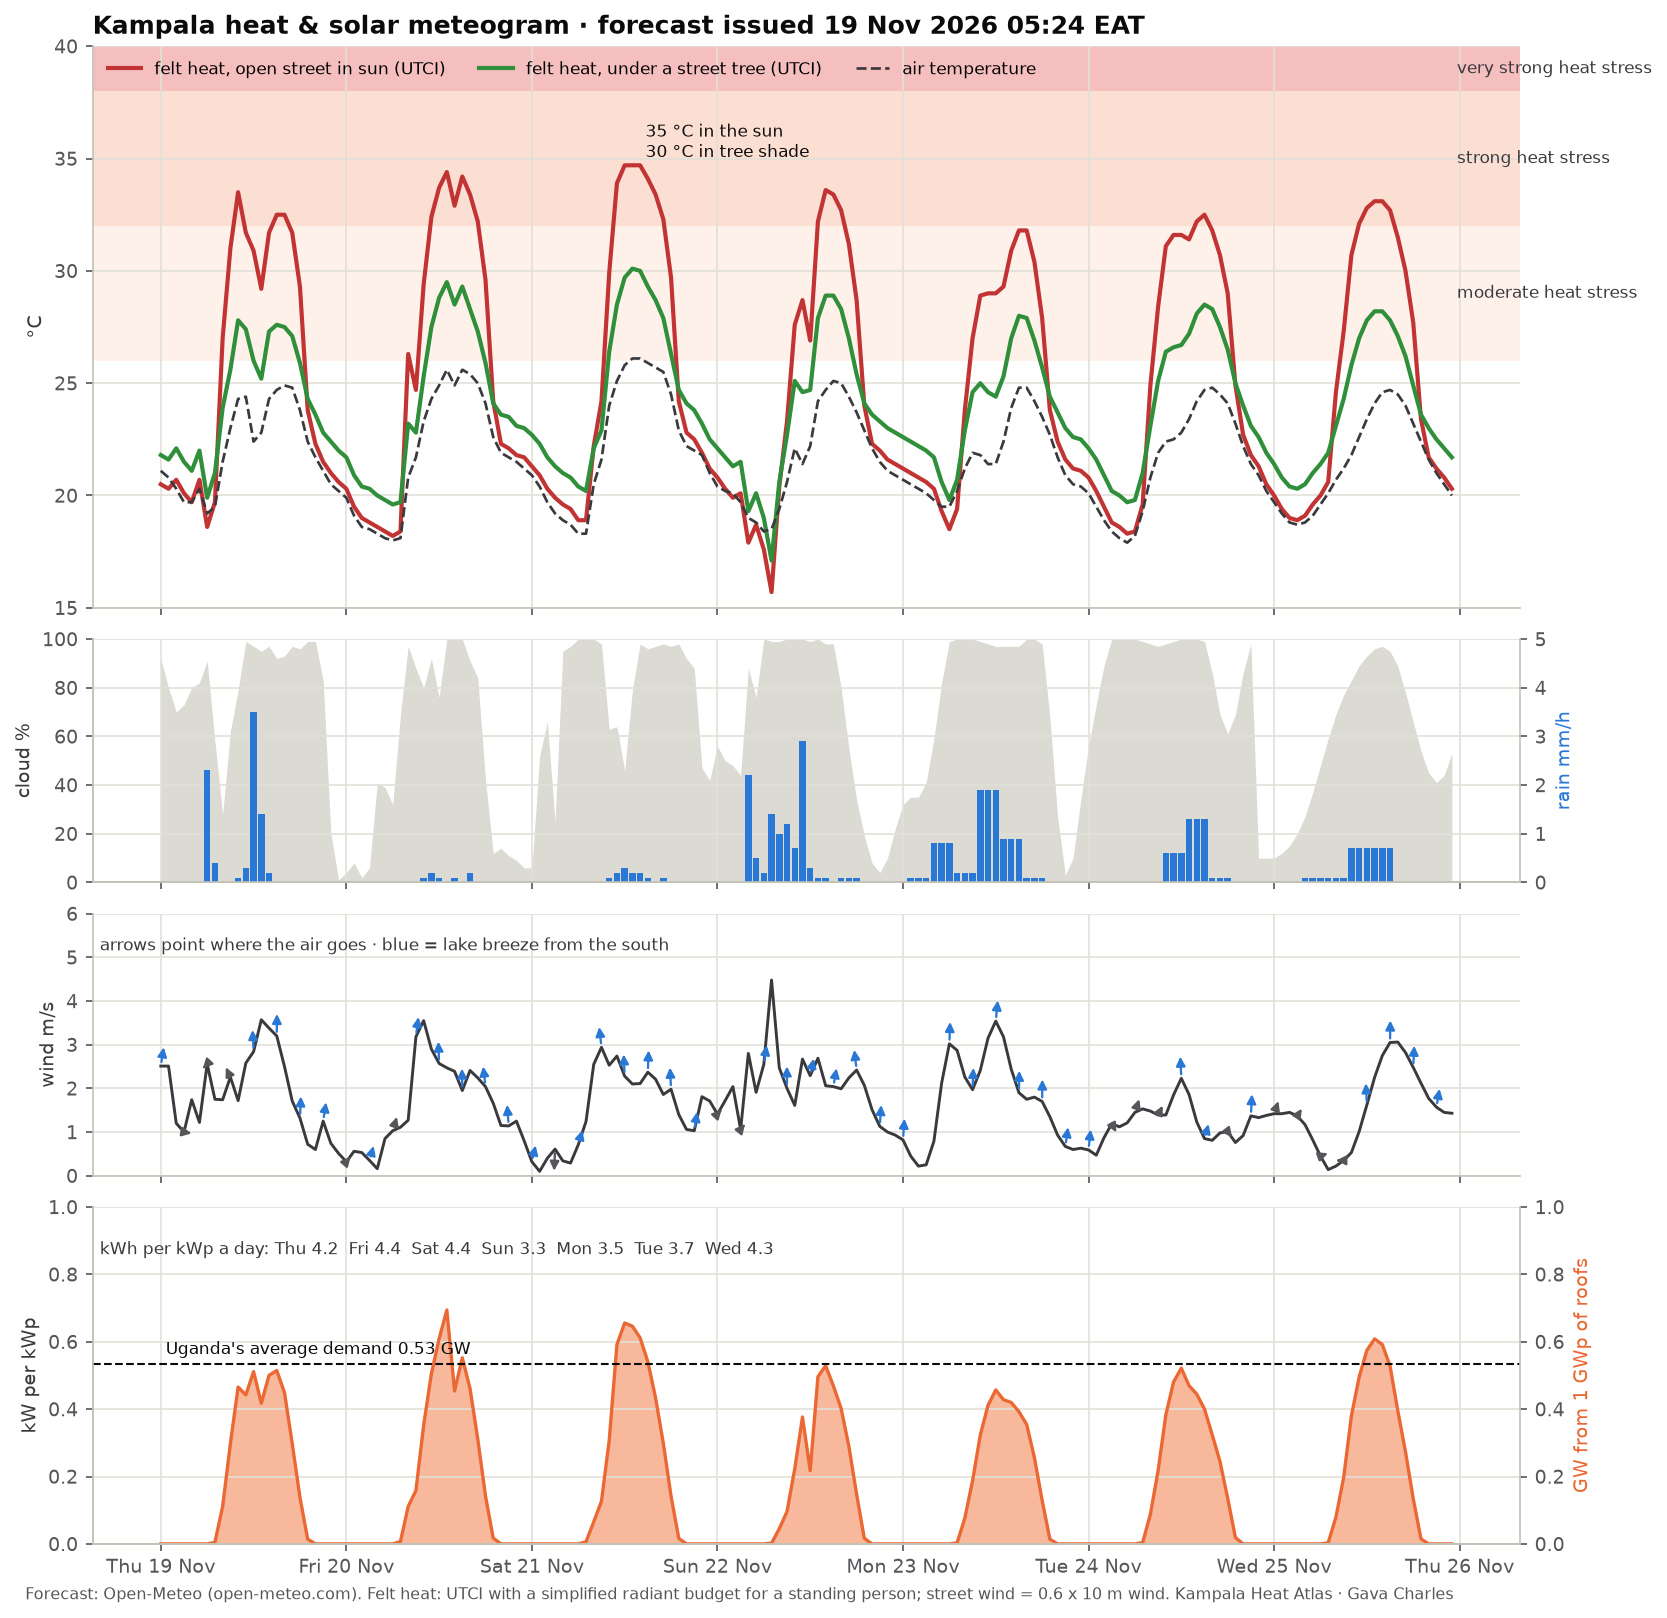 Kampala heat & solar meteogram · forecast issued 19 Nov 2026 05:24 EAT
felt heat, open street in sun (UTCI)
felt heat, under a street tree (UTCI)
air temperature
very strong heat stress
35 °C in the sun
30 °C in tree shade
strong heat stress
moderate heat stress
°C
40
35
30
25
20
15
cloud %
100
80
60
40
20
0
5
4
3
2
1
0
rain mm/h
wind m/s
6
5
4
3
2
1
0
arrows point where the air goes · blue = lake breeze from the south
kW per kWp
1.0
0.8
0.6
0.4
0.2
0.0
kWh per kWp a day: Thu 4.2 Fri 4.4 Sat 4.4 Sun 3.3 Mon 3.5 Tue 3.7 Wed 4.3
Uganda's average demand 0.53 GW
1.0
0.8
0.6
0.4
0.2
0.0
GW from 1 GWp of roofs
Thu 19 Nov
Fri 20 Nov
Sat 21 Nov
Sun 22 Nov
Mon 23 Nov
Tue 24 Nov
Wed 25 Nov
Thu 26 Nov
Forecast: Open-Meteo (open-meteo.com). Felt heat: UTCI with a simplified radiant budget for a standing person; street wind = 0.6 x 10 m wind. Kampala Heat Atlas · Gava Charles